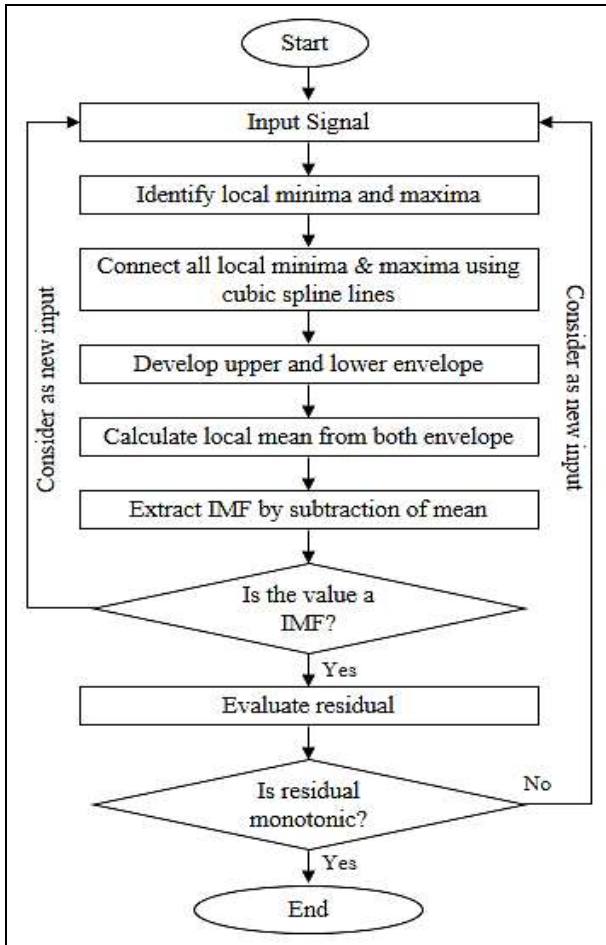 Start
Input Signal
Identify local minima and maxima
Connect all local minima & maxima using
cubic spline lines
Develop upper and lower envelope
Calculate local mean from both envelope
Extract IMF by subtraction of mean
Consider as new input
Consider as new input
Is the value a
IMF?
Yes
Evaluate residual
Is residual
monotonic?
No
Yes
End